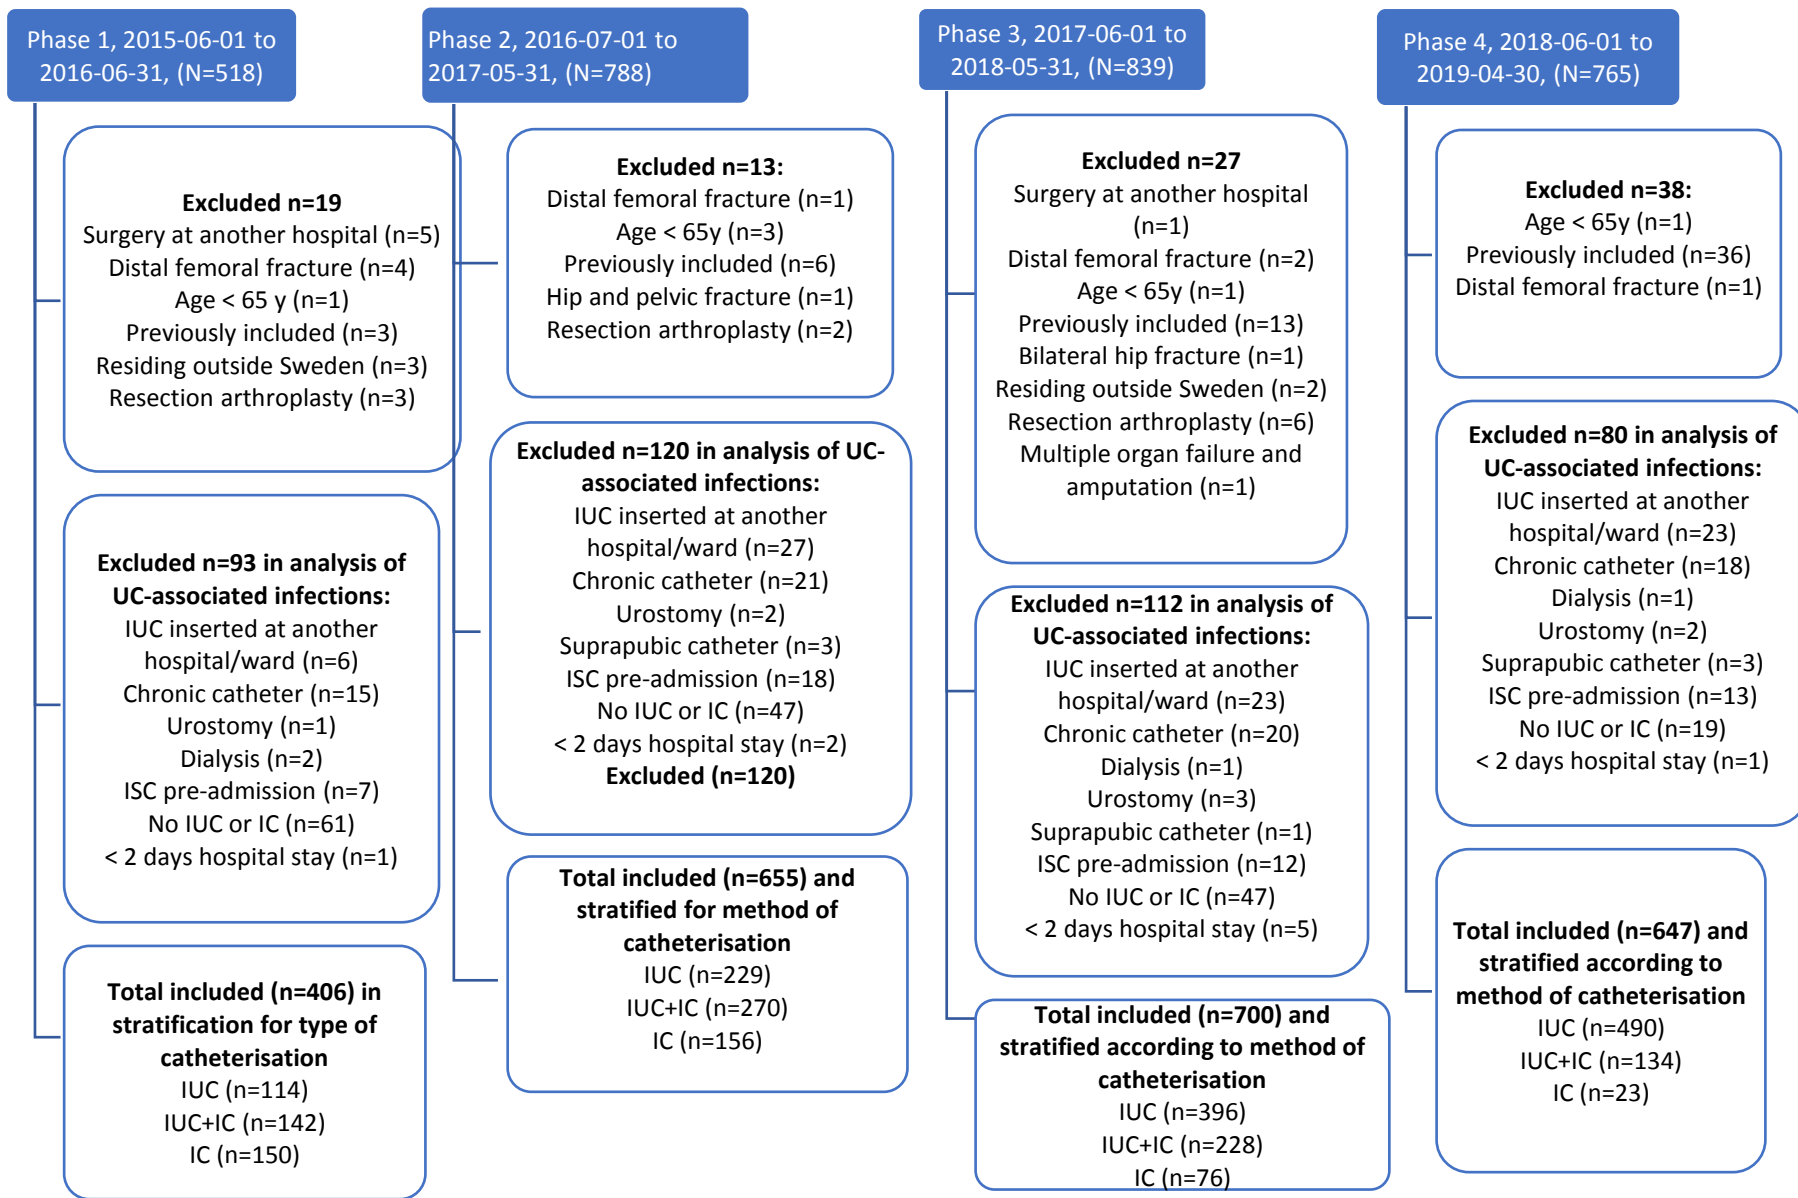 Phase 1, 2015-06-01 to
2016-06-31, (N=518)
Excluded n=19
Surgery at another hospital (n=5)
Distal femoral fracture (n=4)
Age < 65 y (n=1)
Previously included (n=3)
Residing outside Sweden (n=3)
Resection arthroplasty (n=3)
Excluded n=93 in analysis of
UC-associated infections:
IUC inserted at another
hospital/ward (n=6)
Chronic catheter (n=15)
Urostomy (n=1)
Dialysis (n=2)
ISC pre-admission (n=7)
No IUC or IC (n=61)
< 2 days hospital stay (n=1)
Total included (n=406) in
stratification for type of
catheterisation
IUC (n=114)
IUC+IC (n=142)
IC (n=150)
Phase 2, 2016-07-01 to
2017-05-31, (N=788)
Excluded n=13:
Distal femoral fracture (n=1)
Age < 65y (n=3)
Previously included (n=6)
Hip and pelvic fracture (n=1)
Resection arthroplasty (n=2)
Excluded n=120 in analysis of UC-
associated infections:
IUC inserted at another
hospital/ward (n=27)
Chronic catheter (n=21)
Urostomy (n=2)
Suprapubic catheter (n=3)
ISC pre-admission (n=18)
No IUC or IC (n=47)
< 2 days hospital stay (n=2)
Excluded (n=120)
Total included (n=655) and
stratified for method of
catheterisation
IUC (n=229)
IUC+IC (n=270)
IC (n=156)
Phase 3, 2017-06-01 to
2018-05-31, (N=839)
Excluded n=27
Surgery at another hospital
(n=1)
Distal femoral fracture (n=2)
Age < 65y (n=1)
Previously included (n=13)
Bilateral hip fracture (n=1)
Residing outside Sweden (n=2)
Resection arthroplasty (n=6)
Multiple organ failure and
amputation (n=1)
Excluded n=112 in analysis of
UC-associated infections:
IUC inserted at another
hospital/ward (n=23)
Chronic catheter (n=20)
Dialysis (n=1)
Urostomy (n=3)
Suprapubic catheter (n=1)
ISC pre-admission (n=12)
No IUC or IC (n=47)
< 2 days hospital stay (n=5)
Total included (n=700) and
stratified according to method of
catheterisation
IUC (n=396)
IUC+IC (n=228)
IC (n=76)
Phase 4, 2018-06-01 to
2019-04-30, (N=765)
Excluded n=38:
Age < 65y (n=1)
Previously included (n=36)
Distal femoral fracture (n=1)
Excluded n=80 in analysis of
UC-associated infections:
IUC inserted at another
hospital/ward (n=23)
Chronic catheter (n=18)
Dialysis (n=1)
Urostomy (n=2)
Suprapubic catheter (n=3)
ISC pre-admission (n=13)
No IUC or IC (n=19)
< 2 days hospital stay (n=1)
Total included (n=647) and
stratified according to
method of catheterisation
IUC (n=490)
IUC+IC (n=134)
IC (n=23)